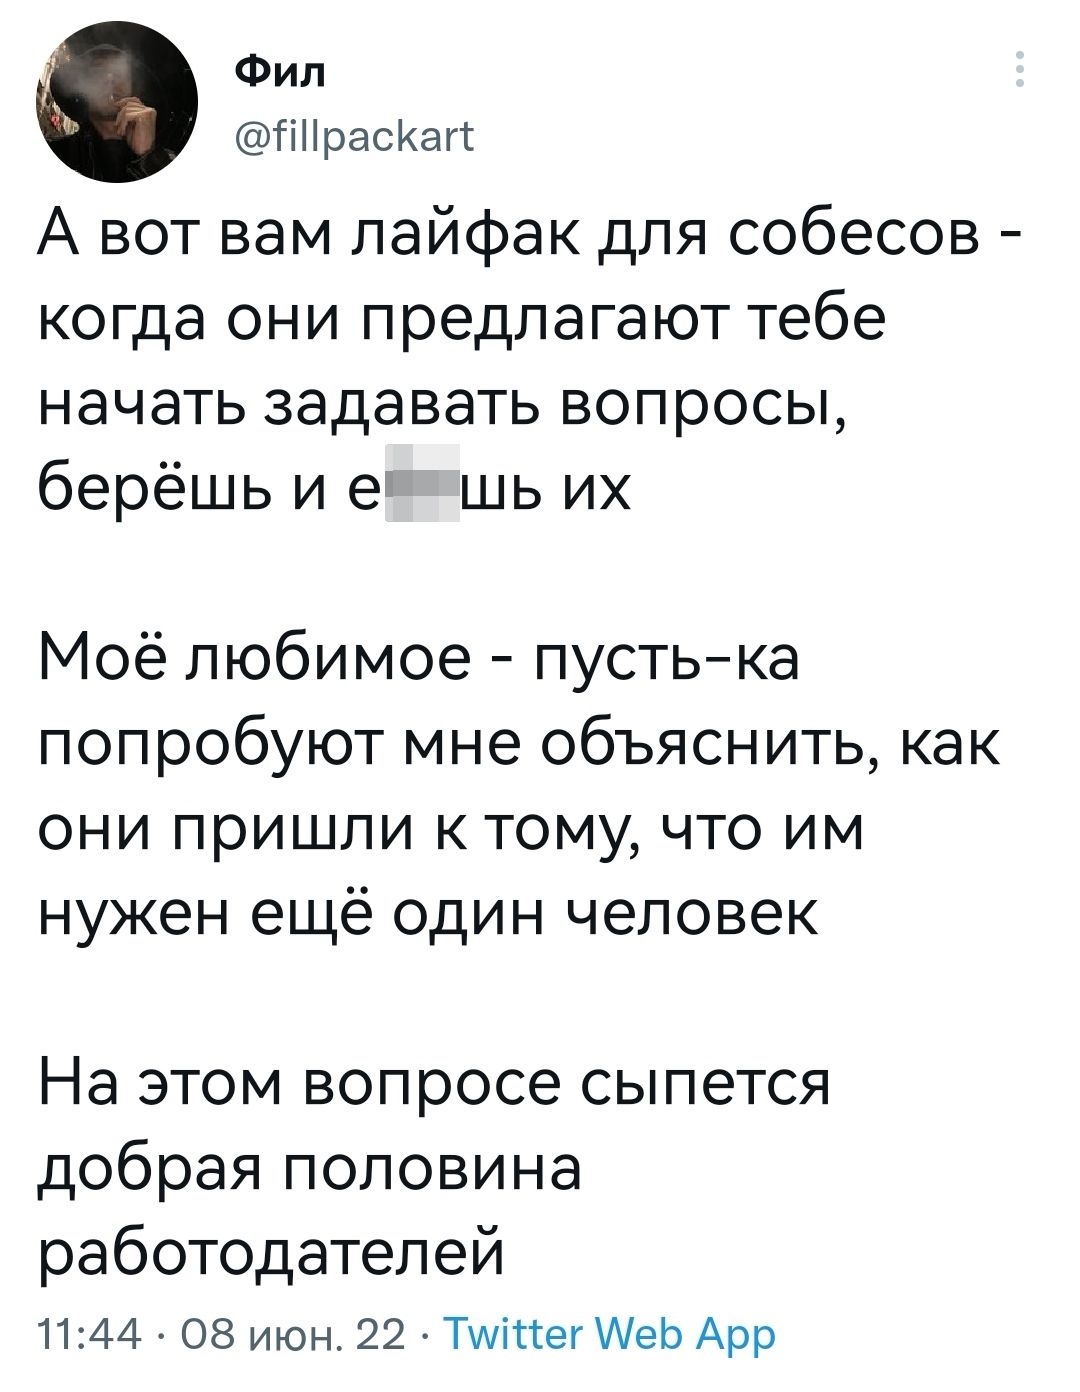 Фил
@fillpackart
А вот вам лайфак для собесов -
когда они предлагают тебе
начать задавать вопросы,
берёшь и е шь их
Моё любимое - пусть-ка
попробуют мне объяснить, как
они пришли к тому, что им
нужен ещё один человек
На этом вопросе сыпется
добрая половина
работодателей
11:44 · 08 июн. 22 · Twitter Web App